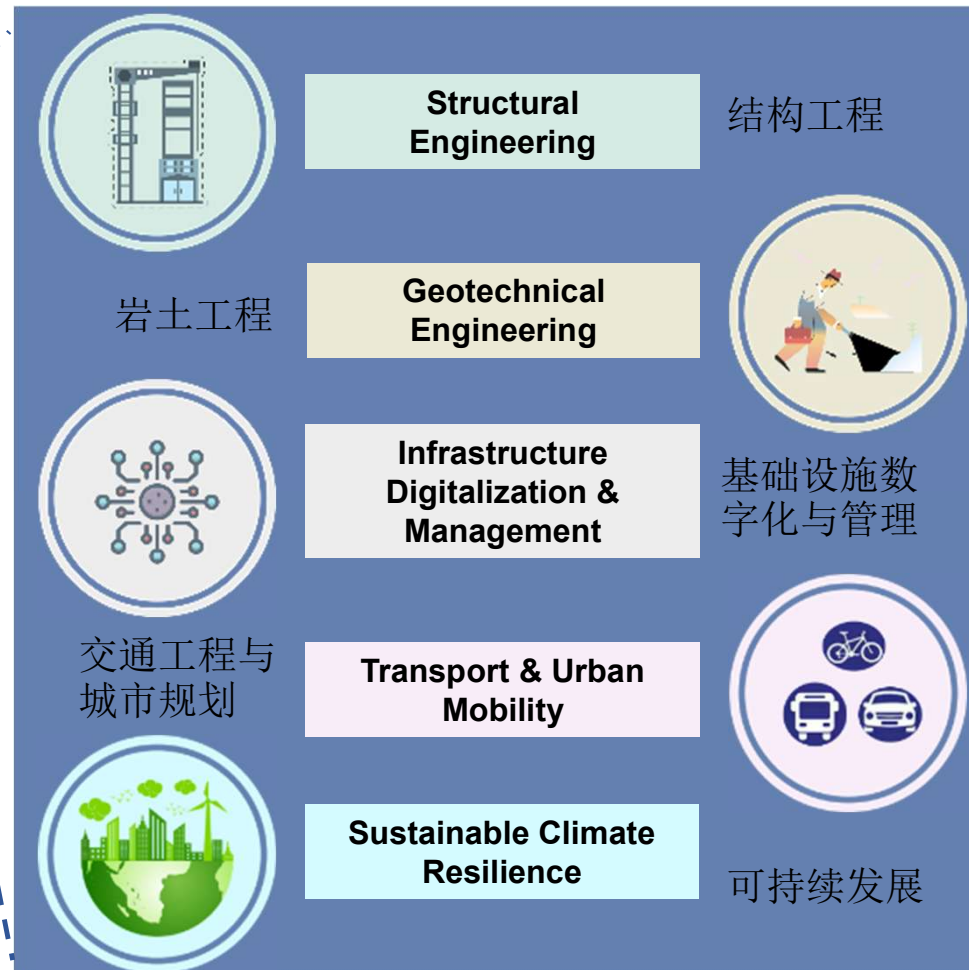 Structural
Engineering
结构工程
岩土工程
Geotechnical
Engineering
Infrastructure
Digitalization &
Management
基础设施数
字化与管理
交通工程与
城市规划
Transport & Urban
Mobility
Sustainable Climate
Resilience
可持续发展